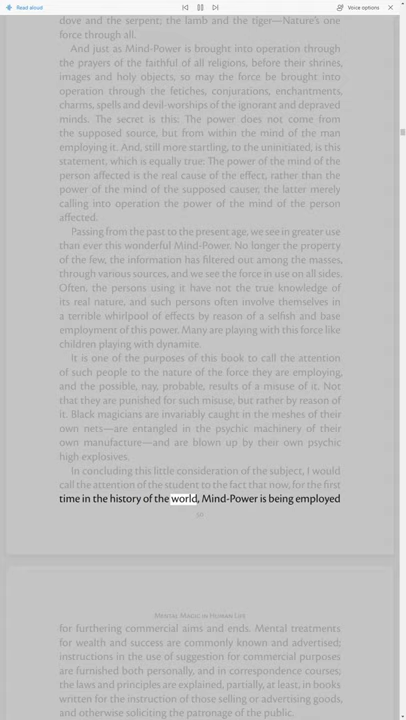 Read aloud
Voice options
dove and the serpent; the lamb and the tiger—Nature's one
force through all.
And just as Mind-Power is brought into operation through
the prayers of the faithful of all religions, before their shrines,
images and holy objects, so may the force be brought into
operation through the fetiches, conjurations, enchantments,
charms, spells and devil-worships of the ignorant and depraved
minds. The secret is this: The power does not come from
the supposed source, but from within the mind of the man
employing it. And, still more startling, to the uninitiated, is this
statement, which is equally true: The power of the mind of the
person affected is the real cause of the effect, rather than the
power of the mind of the supposed causer, the latter merely
calling into operation the power of the mind of the person
affected.
Passing from the past to the present age, we see in greater use
than ever this wonderful Mind-Power. No longer the property
of the few, the information has filtered out among the masses,
through various sources, and we see the force in use on all sides.
Often, the persons using it have not the true knowledge of
its real nature, and such persons often involve themselves in
a terrible whirlpool of effects by reason of a selfish and base
employment of this power. Many are playing with this force like
children playing with dynamite.
It is one of the purposes of this book to call the attention
of such people to the nature of the force they are employing,
and the possible, nay, probable, results of a misuse of it. Not
that they are punished for such misuse, but rather by reason of
it. Black magicians are invariably caught in the meshes of their
own nets—are entangled in the psychic machinery of their
own manufacture—and are blown up by their own psychic
high explosives.
In concluding this little consideration of the subject, I would
call the attention of the student to the fact that now, for the first
time in the history of the world, Mind-Power is being employed
Mental Magic in Human Life
for furthering commercial aims and ends. Mental treatments
for wealth and success are commonly known and advertised;
instructions in the use of suggestion for commercial purposes
are furnished both personally, and in correspondence courses;
the laws and principles are explained, partially, at least, in books
written for the instruction of those selling or advertising goods,
and otherwise soliciting the patronage of the public.